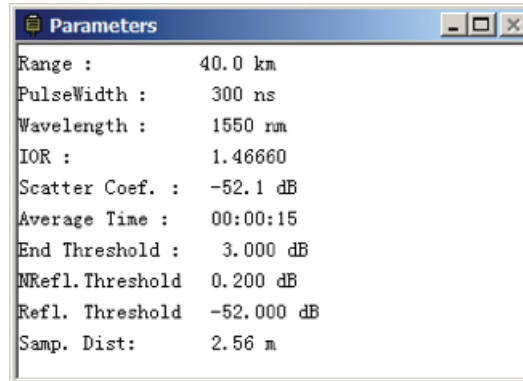 Parameters
Range : 40.0 km
PulseWidth : 300 ns
Wavelength : 1550 nm
IOR : 1.46660
Scatter Coef. : -52.1 dB
Average Time : 00:00:15
End Threshold : 3.000 dB
NRefl.Threshold 0.200 dB
Refl. Threshold -52.000 dB
Samp. Dist: 2.56 m